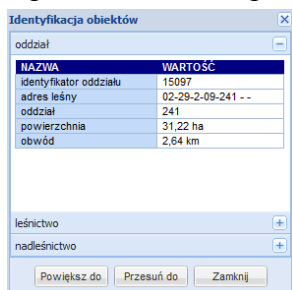 Identyfikacja obiektów
oddział
NAZWA WARTOŚĆ
identyfikator oddziału 15097
adres leśny 02-29-2-09-241 - -
oddział 241
powierzchnia 31,22 ha
obwód 2,64 km
leśnictwo
nadleśnictwo
Powiększ do Przesuń do Zamknij